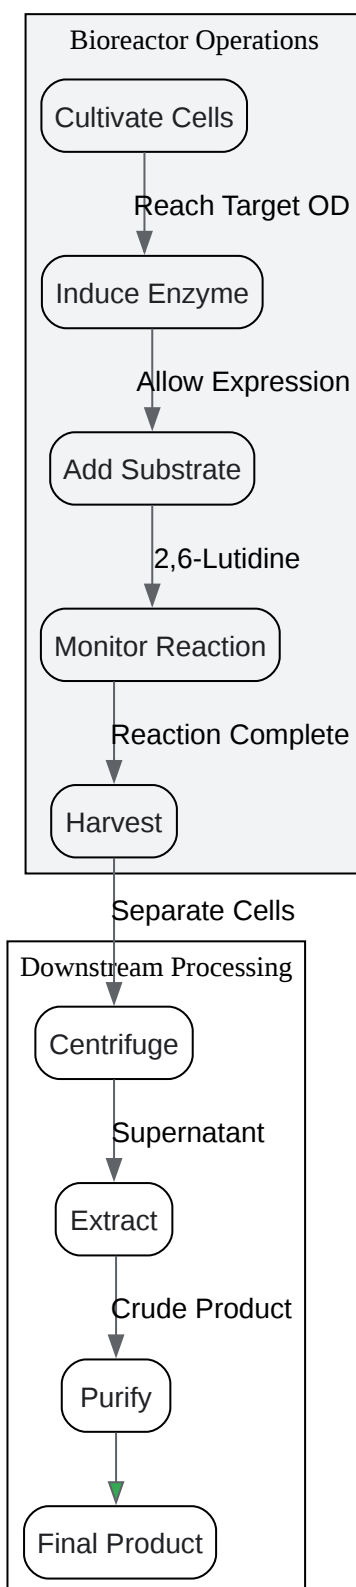 Bioreactor Operations
Cultivate Cells
Reach Target OD
Induce Enzyme
Allow Expression
Add Substrate
2,6-Lutidine
Monitor Reaction
Reaction Complete
Harvest
Separate Cells
Downstream Processing
Centrifuge
Supernatant
Extract
Crude Product
Purify
Final Product